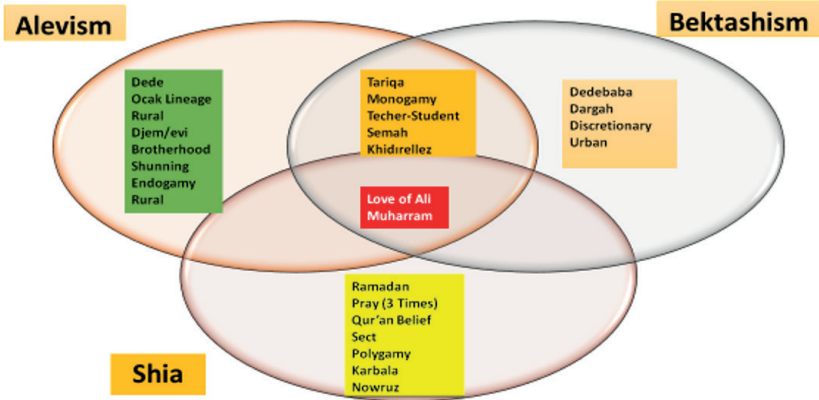 Alevism
Bektashism
Dede
Ocak Lineage
Rural
Djem/evi
Brotherhood
Shunning
Endogamy
Rural
Tariqa
Monogamy
Techer-Student
Semah
Khidırellez
Dedebaba
Dargah
Discretionary
Urban
Love of Ali
Muharram
Ramadan
Pray (3 Times)
Qur'an Belief
Sect
Polygamy
Karbala
Nowruz
Shia